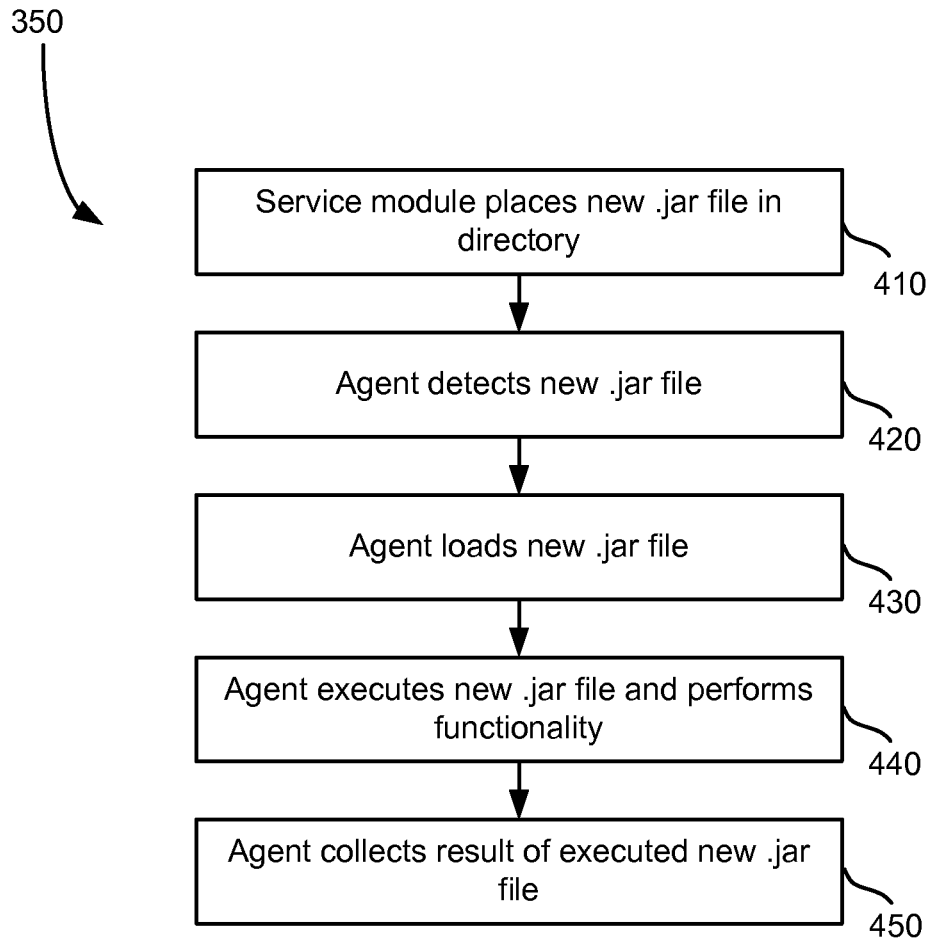 350
Service module places new .jar file in
directory
410
Agent detects new .jar file
420
Agent loads new .jar file
430
Agent executes new .jar file and performs
functionality
440
Agent collects result of executed new .jar
file
450